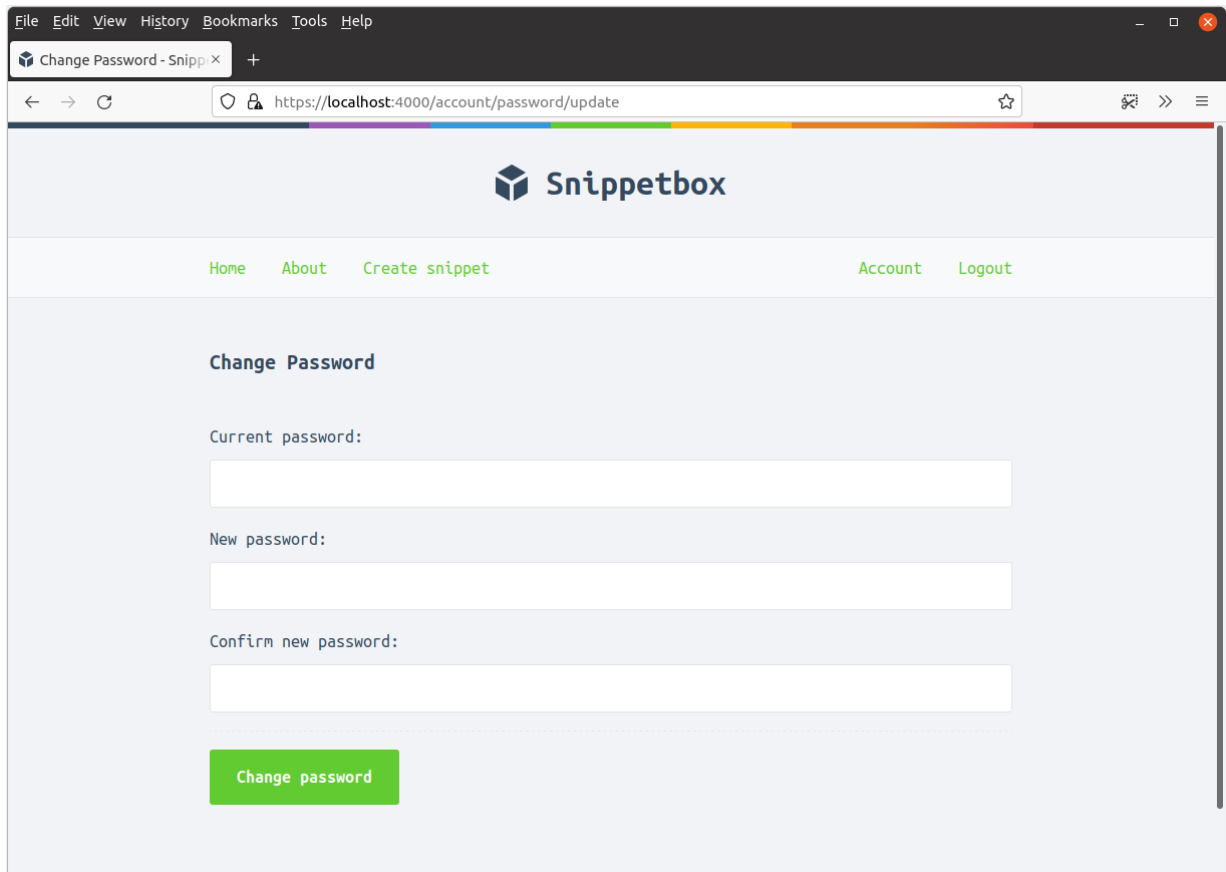 File Edit View History Bookmarks Tools Help
Change Password - Snipp
https://localhost:4000/account/password/update
Snippetbox
Home About Create snippet Account Logout
Change Password
Current password:
New password:
Confirm new password:
Change password